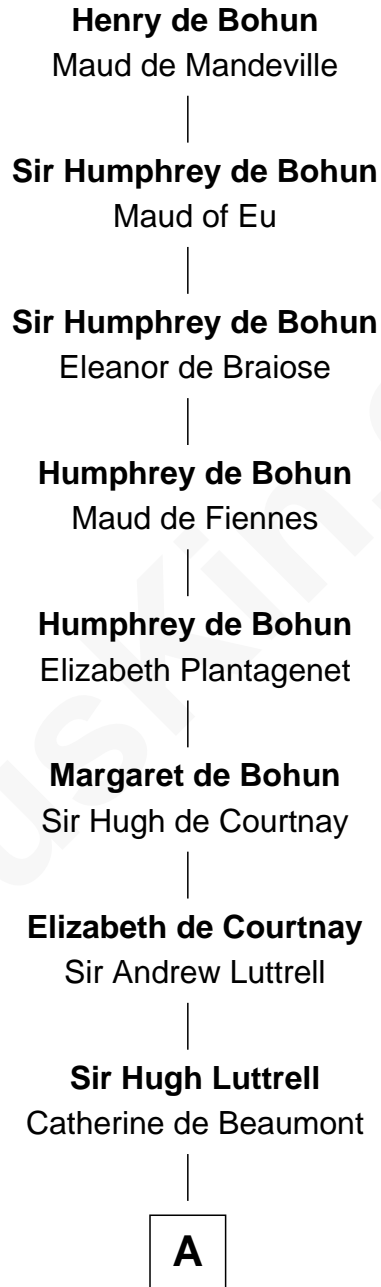 Henry de Bohun
Maud de Mandeville
Sir Humphrey de Bohun
Maud of Eu
Sir Humphrey de Bohun
Eleanor de Braiose
Humphrey de Bohun
Maud de Fiennes
Humphrey de Bohun
Elizabeth Plantagenet
Margaret de Bohun
Sir Hugh de Courtnay
Elizabeth de Courtnay
Sir Andrew Luttrell
Sir Hugh Luttrell
Catherine de Beaumont
A